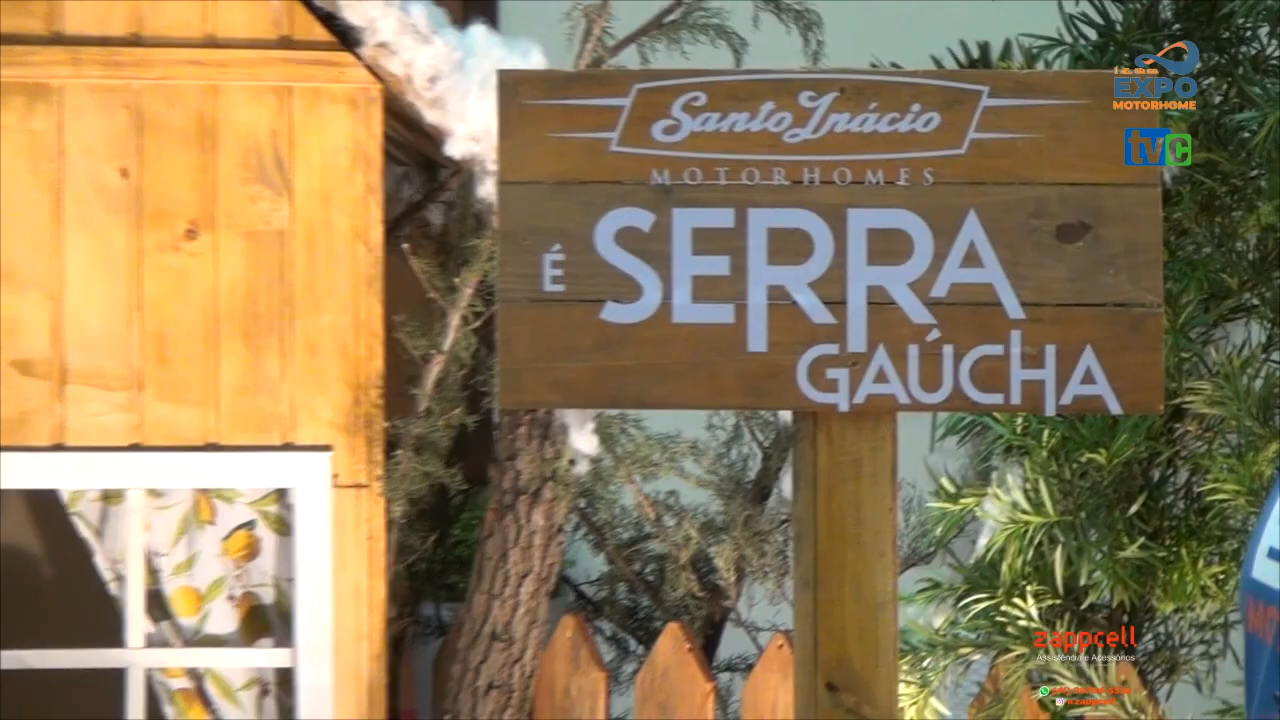 Santo Inácio
MOTORHOMES
É SERRA
GAÚCHA
EXPO
MOTORHOME
tvc
zappcell
Assistência e Acessórios